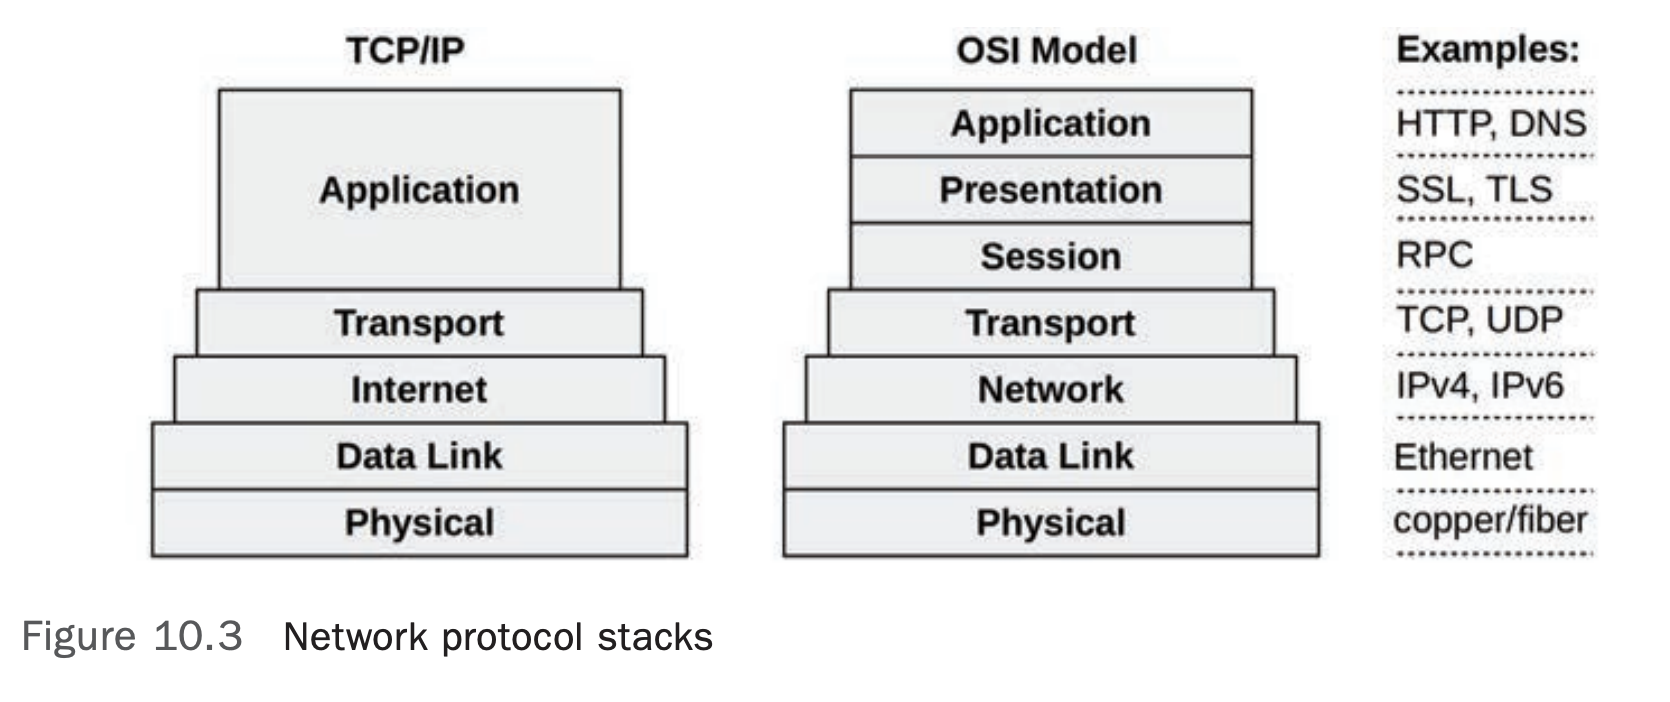 TCP/IP
Application
Transport
Internet
Data Link
Physical
OSI Model
Application
Presentation
Session
Transport
Network
Data Link
Physical
Examples:
HTTP, DNS
SSL, TLS
RPC
TCP, UDP
IPv4, IPv6
Ethernet
copper/fiber
Figure 10.3 Network protocol stacks